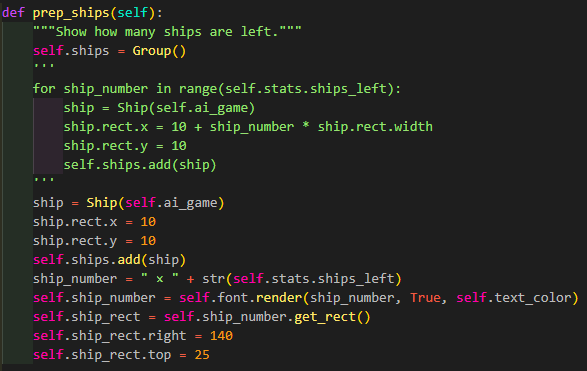 def prep_ships(self):
    """Show how many ships are left."""
    self.ships = Group()
    '''
    for ship_number in range(self.stats.ships_left):
        ship = Ship(self.ai_game)
        ship.rect.x = 10 + ship_number * ship.rect.width
        ship.rect.y = 10
        self.ships.add(ship)
    '''
    ship = Ship(self.ai_game)
    ship.rect.x = 10
    ship.rect.y = 10
    self.ships.add(ship)
    ship_number = " × " + str(self.stats.ships_left)
    self.ship_number = self.font.render(ship_number, True, self.text_color)
    self.ship_rect = self.ship_number.get_rect()
    self.ship_rect.right = 140
    self.ship_rect.top = 25